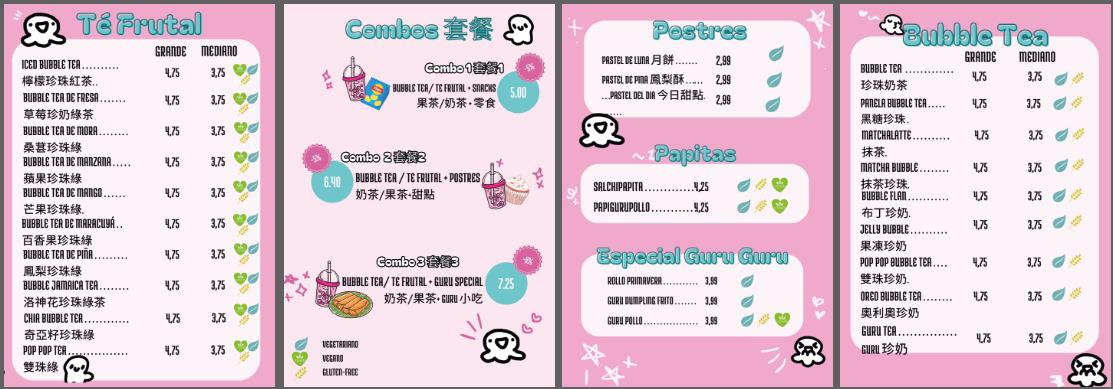 Té Frutal
GRANDE MEDIANO
ICED BUBBLE TEA.......... 4,75 3,75
檸檬珍珠紅茶..
BUBBLE TEA DE FRESA....... 4,75 3,75
草莓珍奶綠茶
BUBBLE TEA DE MORA........ 4,75 3,75
桑葚珍珠綠
BUBBLE TEA DE MANZANA..... 4,75 3,75
蘋果珍珠綠
BUBBLE TEA DE MANGO...... 4,75 3,75
芒果珍珠綠.
BUBBLE TEA DE MARACUYÁ.. 4,75 3,75
百香果珍珠綠
BUBBLE TEA DE PIÑA....... 4,75 3,75
鳳梨珍珠綠
BUBBLE JAMAICA TEA...... 4,75 3,75
洛神花珍珠綠茶
CHIA BUBBLE TEA......... 4,75 3,75
奇亞籽珍珠綠
POP POP TEA............. 4,75 3,75
雙珠綠
Combos 套餐
Combo 1 套餐1
BUBBLE TEA/ TE FRUTAL + SNACKS 5.00
果茶/奶茶+零食
Combo 2 套餐2
6.40 BUBBLE TEA / TE FRUTAL + POSTRES
奶茶/果茶+甜點
Combo 3 套餐3
BUBBLE TEA/ TE FRUTAL + GURU SPECIAL 7.25
奶茶/果茶+ GURU 小吃
VEGETARIANO
VEGANO
GLUTEN-FREE
Postres
PASTEL DE LUNA 月餅....... 2,99
PASTEL DE PINA 鳳梨酥...... 2,99
...PASTEL DEL DIA 今日甜點. 2,99
......
Papitas
SALCHIPAPITA............4,25
PAPIGURUPOLLO...........4,25
Especial Guru Guru
ROLLO PRIMAVERA ............ 3,99
GURU DUMPLING FRITO........ 3,99
GURU POLLO................ 3,99
Bubble Tea
GRANDE MEDIANO
BUBBLE TEA ............ 4,75 3,75
珍珠奶茶
PANELA BUBBLE TEA..... 4,75 3,75
黑糖珍珠.
MATCHALATTE.......... 4,75 3,75
抹茶.
MATCHA BUBBLE........ 4,75 3,75
抹茶珍珠.
BUBBLE FLAN.......... 4,75 3,75
布丁珍奶.
JELLY BUBBLE......... 4,75 3,75
果凍珍奶
POP POP BUBBLE TEA.... 4,75 3,75
雙珠珍奶.
OREO BUBBLE TEA....... 4,75 3,75
奧利奧珍奶
GURU TEA ............. 4,75 3,75
GURU 珍奶